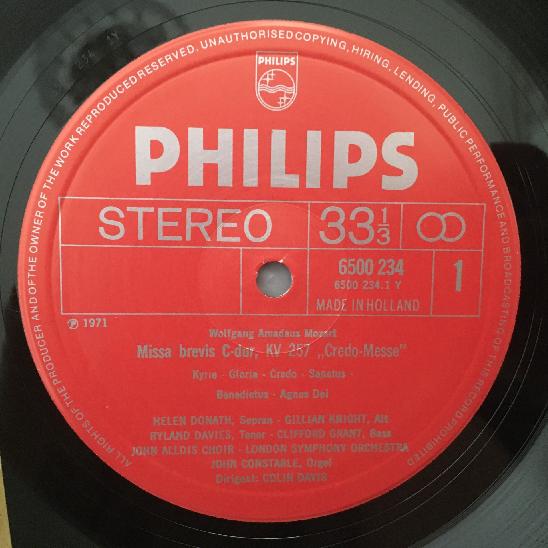 ALL RIGHTS OF THE PRODUCER AND OF THE OWNER OF THE WORK REPRODUCED RESERVED. UNAUTHORISED COPYING, HIRING, LENDING, PUBLIC PERFORMANCE AND BROADCASTING OF THIS RECORD PROHIBITED
PHILIPS
PHILIPS
STEREO 33⅓
6500 234 1
6500 234.1 Y
MADE IN HOLLAND
℗ 1971
Wolfgang Amadeus Mozart
Missa brevis C-dur, KV 257 „Credo-Messe"
Kyrie - Gloria - Credo - Sanctus -
Benedictus - Agnus Dei
HELEN DONATH, Sopran - GILLIAN KNIGHT, Alt
RYLAND DAVIES, Tenor - CLIFFORD GRANT, Bass
JOHN ALLDIS CHOIR - LONDON SYMPHONY ORCHESTRA
JOHN CONSTABLE, Orgel
Dirigent: COLIN DAVIS